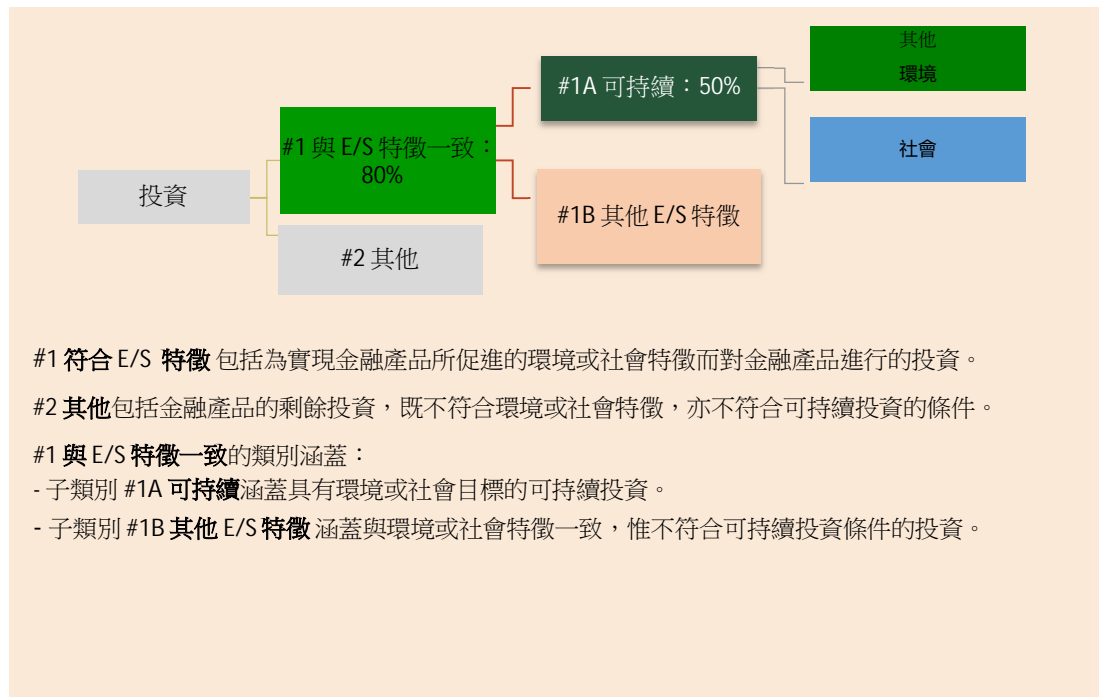 投資
#1 與 E/S 特徵一致：
80%
#2 其他
#1A 可持續：50%
#1B 其他 E/S 特徵
其他
環境
社會
#1 符合 E/S 特徵 包括為實現金融產品所促進的環境或社會特徵而對金融產品進行的投資。
#2 其他包括金融產品的剩餘投資，既不符合環境或社會特徵，亦不符合可持續投資的條件。
#1 與 E/S 特徵一致的類別涵蓋：
- 子類別 #1A 可持續涵蓋具有環境或社會目標的可持續投資。
- 子類別 #1B 其他 E/S 特徵 涵蓋與環境或社會特徵一致，惟不符合可持續投資條件的投資。